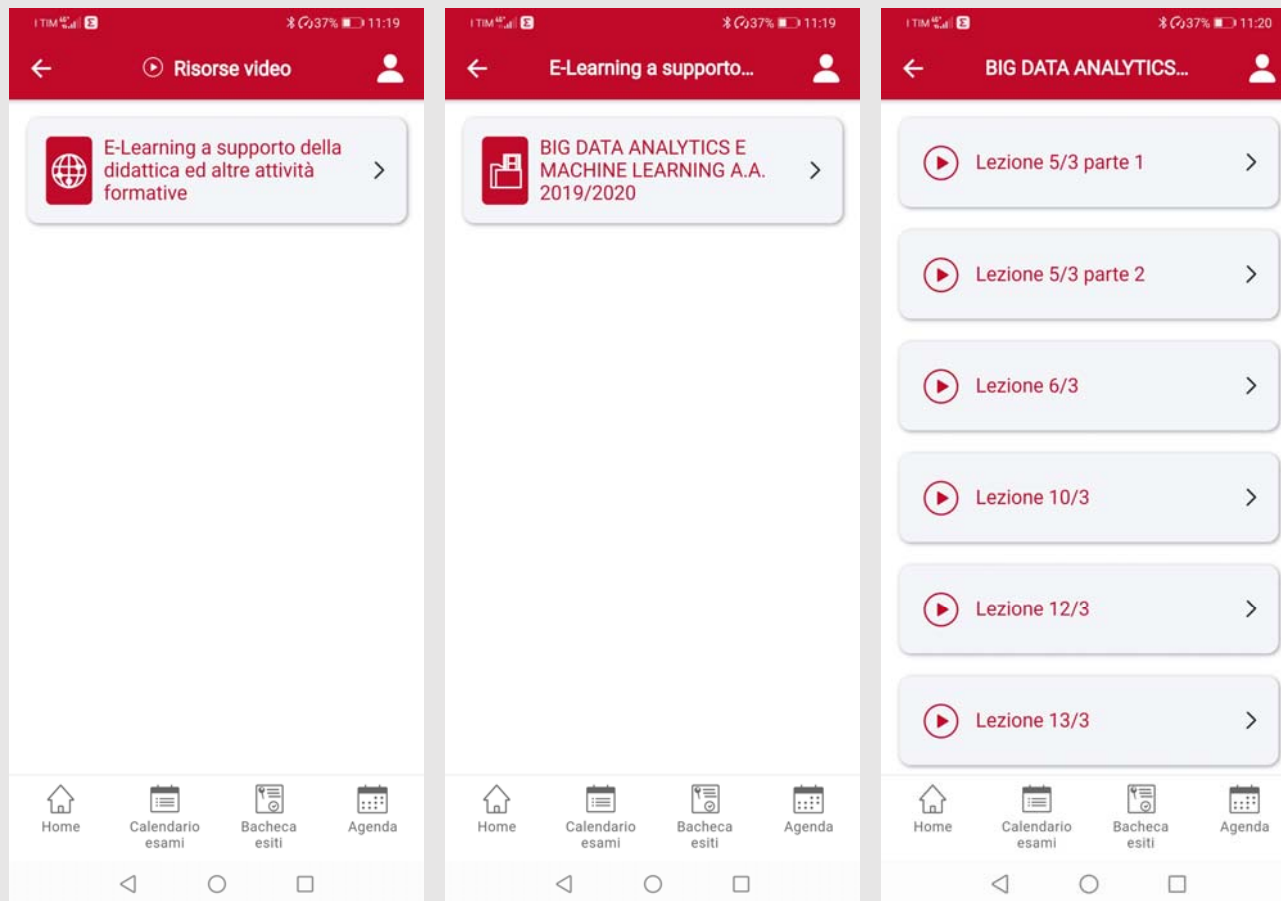 I TIM
37% 11:19
Risorse video
E-Learning a supporto della
didattica ed altre attività
formative
Home
Calendario
esami
Bacheca
esiti
Agenda
I TIM
37% 11:19
E-Learning a supporto...
BIG DATA ANALYTICS E
MACHINE LEARNING A.A.
2019/2020
Home
Calendario
esami
Bacheca
esiti
Agenda
I TIM
37% 11:20
BIG DATA ANALYTICS...
Lezione 5/3 parte 1
Lezione 5/3 parte 2
Lezione 6/3
Lezione 10/3
Lezione 12/3
Lezione 13/3
Home
Calendario
esami
Bacheca
esiti
Agenda